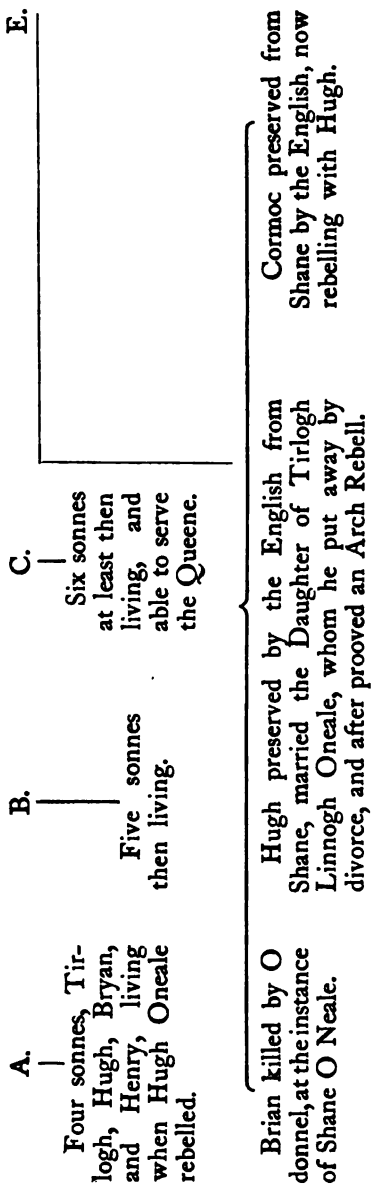 A.
Four sonnes, Tir-
logh, Hugh, Bryan,
and Henry, living
when Hugh Oneale
rebelled.
B.
Five sonnes
then living.
C.
Six sonnes
at least then
living, and
able to serve
the Queene.
E.
Brian killed by O
donnel, at the instance
of Shane O Neale.
Hugh preserved by the English from
Shane, married the Daughter of Tirlogh
Linnogh Oneale, whom he put away by
divorce, and after prooved an Arch Rebell.
Cormoc preserved from
Shane by the English, now
rebelling with Hugh.